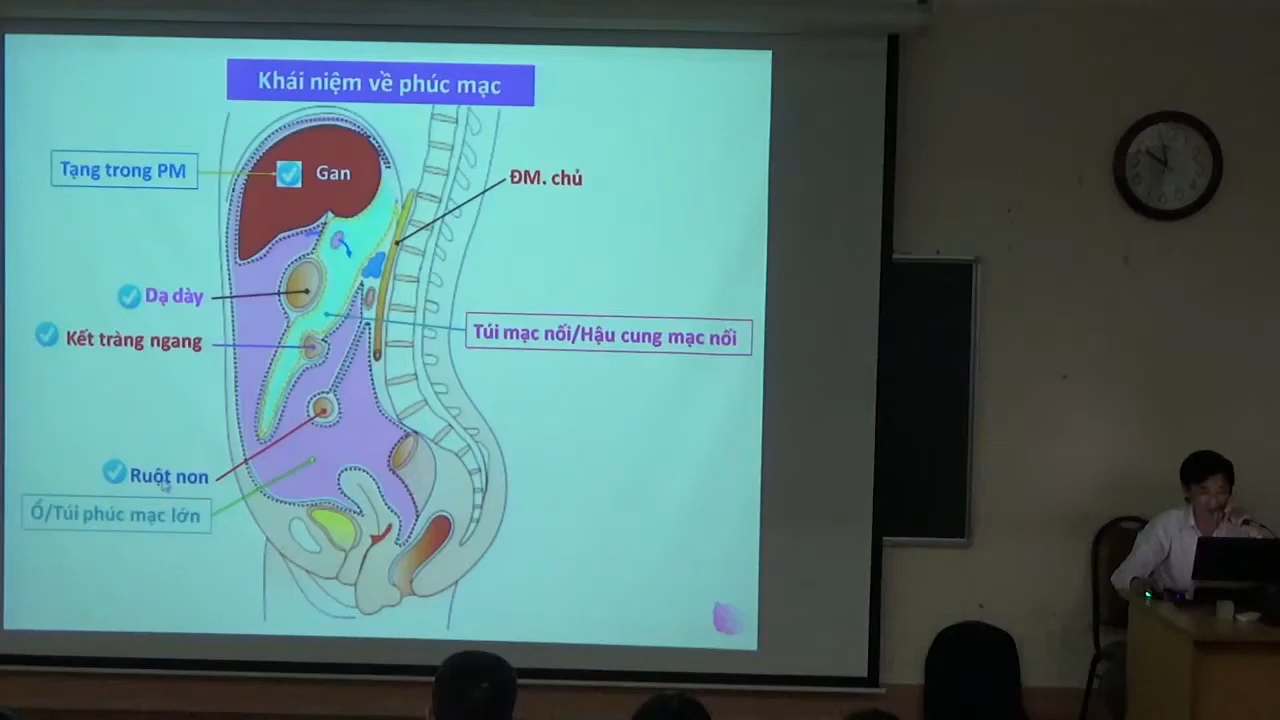 Khái niệm về phúc mạc
Tạng trong PM
Gan
ĐM. chủ
Dạ dày
Túi mạc nối/Hậu cung mạc nối
Kết tràng ngang
Ruột non
Ổ/Túi phúc mạc lớn